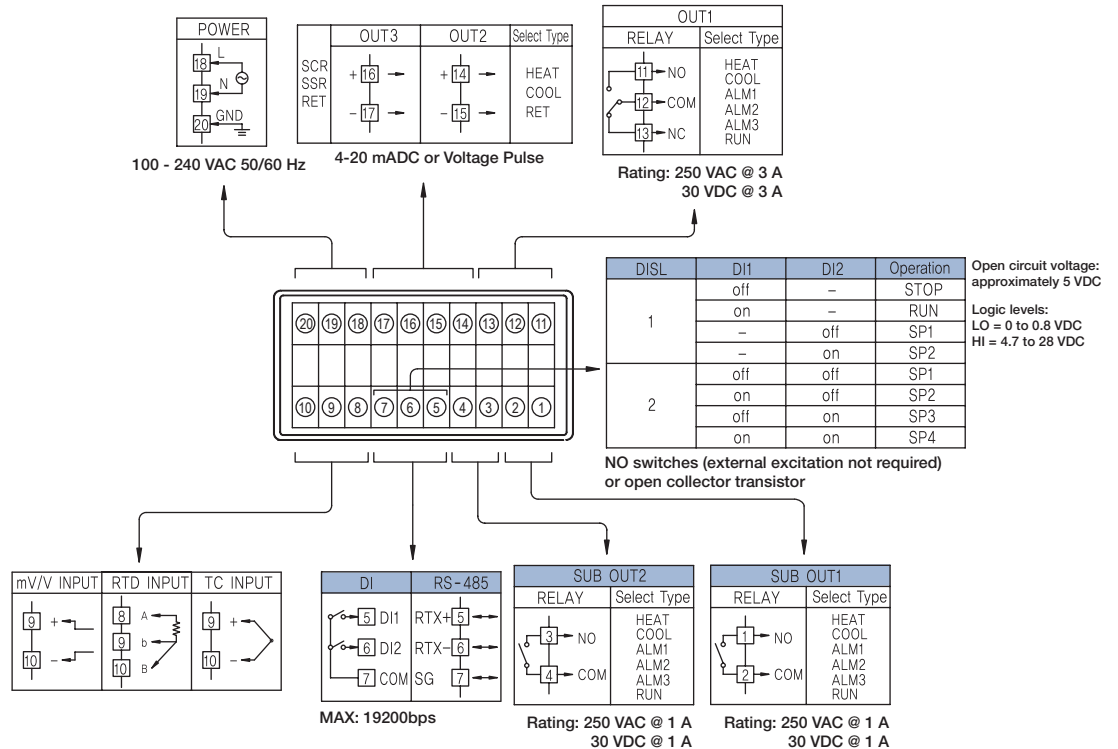 POWER
18 L
19 N
20 GND
100 - 240 VAC 50/60 Hz
OUT3 OUT2 Select Type
SCR
SSR
RET
+ 16 + 14
- 17 - 15
HEAT
COOL
RET
4-20 mADC or Voltage Pulse
OUT1
RELAY Select Type
11 NO
12 COM
13 NC
HEAT
COOL
ALM1
ALM2
ALM3
RUN
Rating: 250 VAC @ 3 A
30 VDC @ 3 A
20 19 18 17 16 15 14 13 12 11
10 9 8 7 6 5 4 3 2 1
DISL DI1 DI2 Operation
1 off – STOP
on – RUN
– off SP1
– on SP2
2 off off SP1
on off SP2
off on SP3
on on SP4
Open circuit voltage:
approximately 5 VDC
Logic levels:
LO = 0 to 0.8 VDC
HI = 4.7 to 28 VDC
NO switches (external excitation not required)
or open collector transistor
mV/V INPUT RTD INPUT TC INPUT
9 +
10 -
8 A
9 b
10 B
9 +
10 -
DI RS-485
5 DI1 RTX+ 5
6 DI2 RTX- 6
7 COM SG 7
MAX: 19200bps
SUB OUT2
RELAY Select Type
3 NO
4 COM
HEAT
COOL
ALM1
ALM2
ALM3
RUN
Rating: 250 VAC @ 1 A
30 VDC @ 1 A
SUB OUT1
RELAY Select Type
1 NO
2 COM
HEAT
COOL
ALM1
ALM2
ALM3
RUN
Rating: 250 VAC @ 1 A
30 VDC @ 1 A